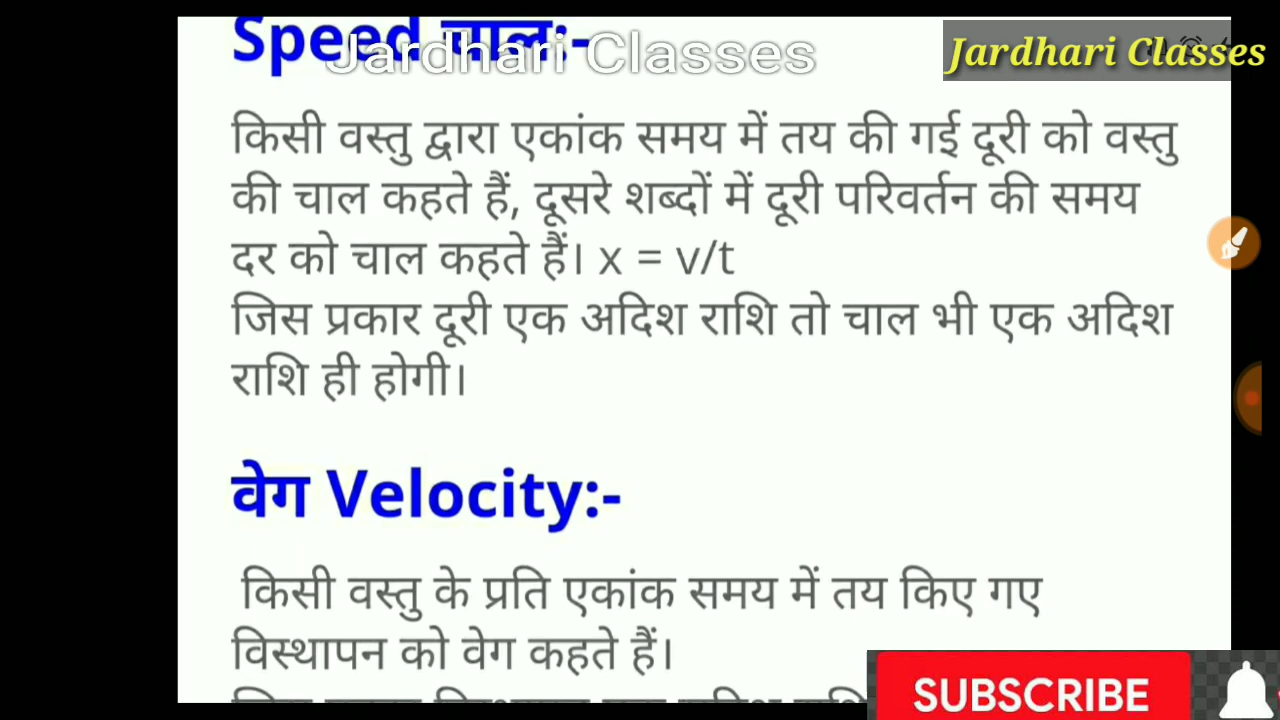 Speed चाल:-
Jardhari Classes
Jardhari Classes
किसी वस्तु द्वारा एकांक समय में तय की गई दूरी को वस्तु
की चाल कहते हैं, दूसरे शब्दों में दूरी परिवर्तन की समय
दर को चाल कहते हैं। x = v/t
जिस प्रकार दूरी एक अदिश राशि तो चाल भी एक अदिश
राशि ही होगी।
वेग Velocity:-
किसी वस्तु के प्रति एकांक समय में तय किए गए
विस्थापन को वेग कहते हैं।
SUBSCRIBE